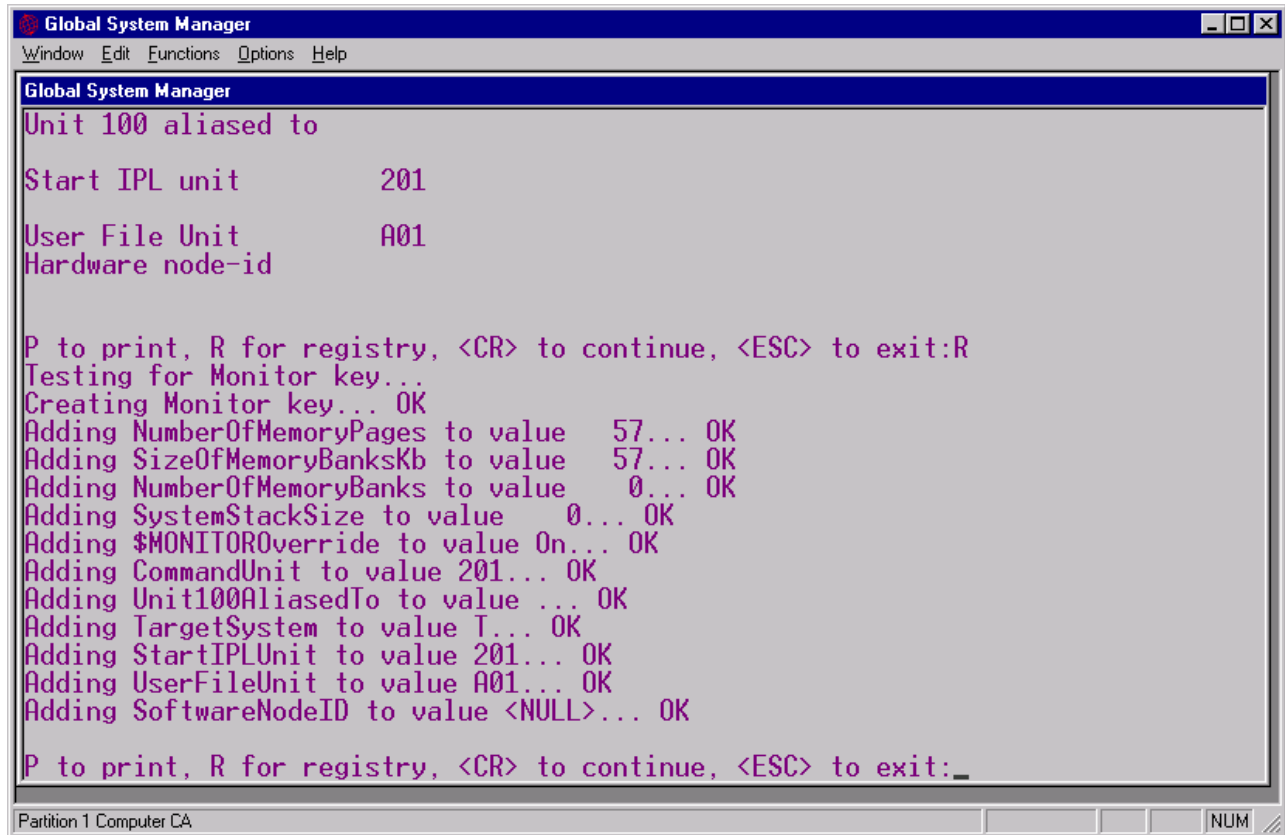 Global System Manager
Window Edit Functions Options Help
Global System Manager
Unit 100 aliased to
Start IPL unit 201
User File Unit A01
Hardware node-id
P to print, R for registry, <CR> to continue, <ESC> to exit:R
Testing for Monitor key...
Creating Monitor key... OK
Adding NumberOfMemoryPages to value 57... OK
Adding SizeOfMemoryBanksKb to value 57... OK
Adding NumberOfMemoryBanks to value 0... OK
Adding SystemStackSize to value 0... OK
Adding $MONITOROverride to value On... OK
Adding CommandUnit to value 201... OK
Adding Unit100AliasedTo to value ... OK
Adding TargetSystem to value T... OK
Adding StartIPLUnit to value 201... OK
Adding UserFileUnit to value A01... OK
Adding SoftwareNodeID to value <NULL>... OK
P to print, R for registry, <CR> to continue, <ESC> to exit:_
Partition 1 Computer CA NUM